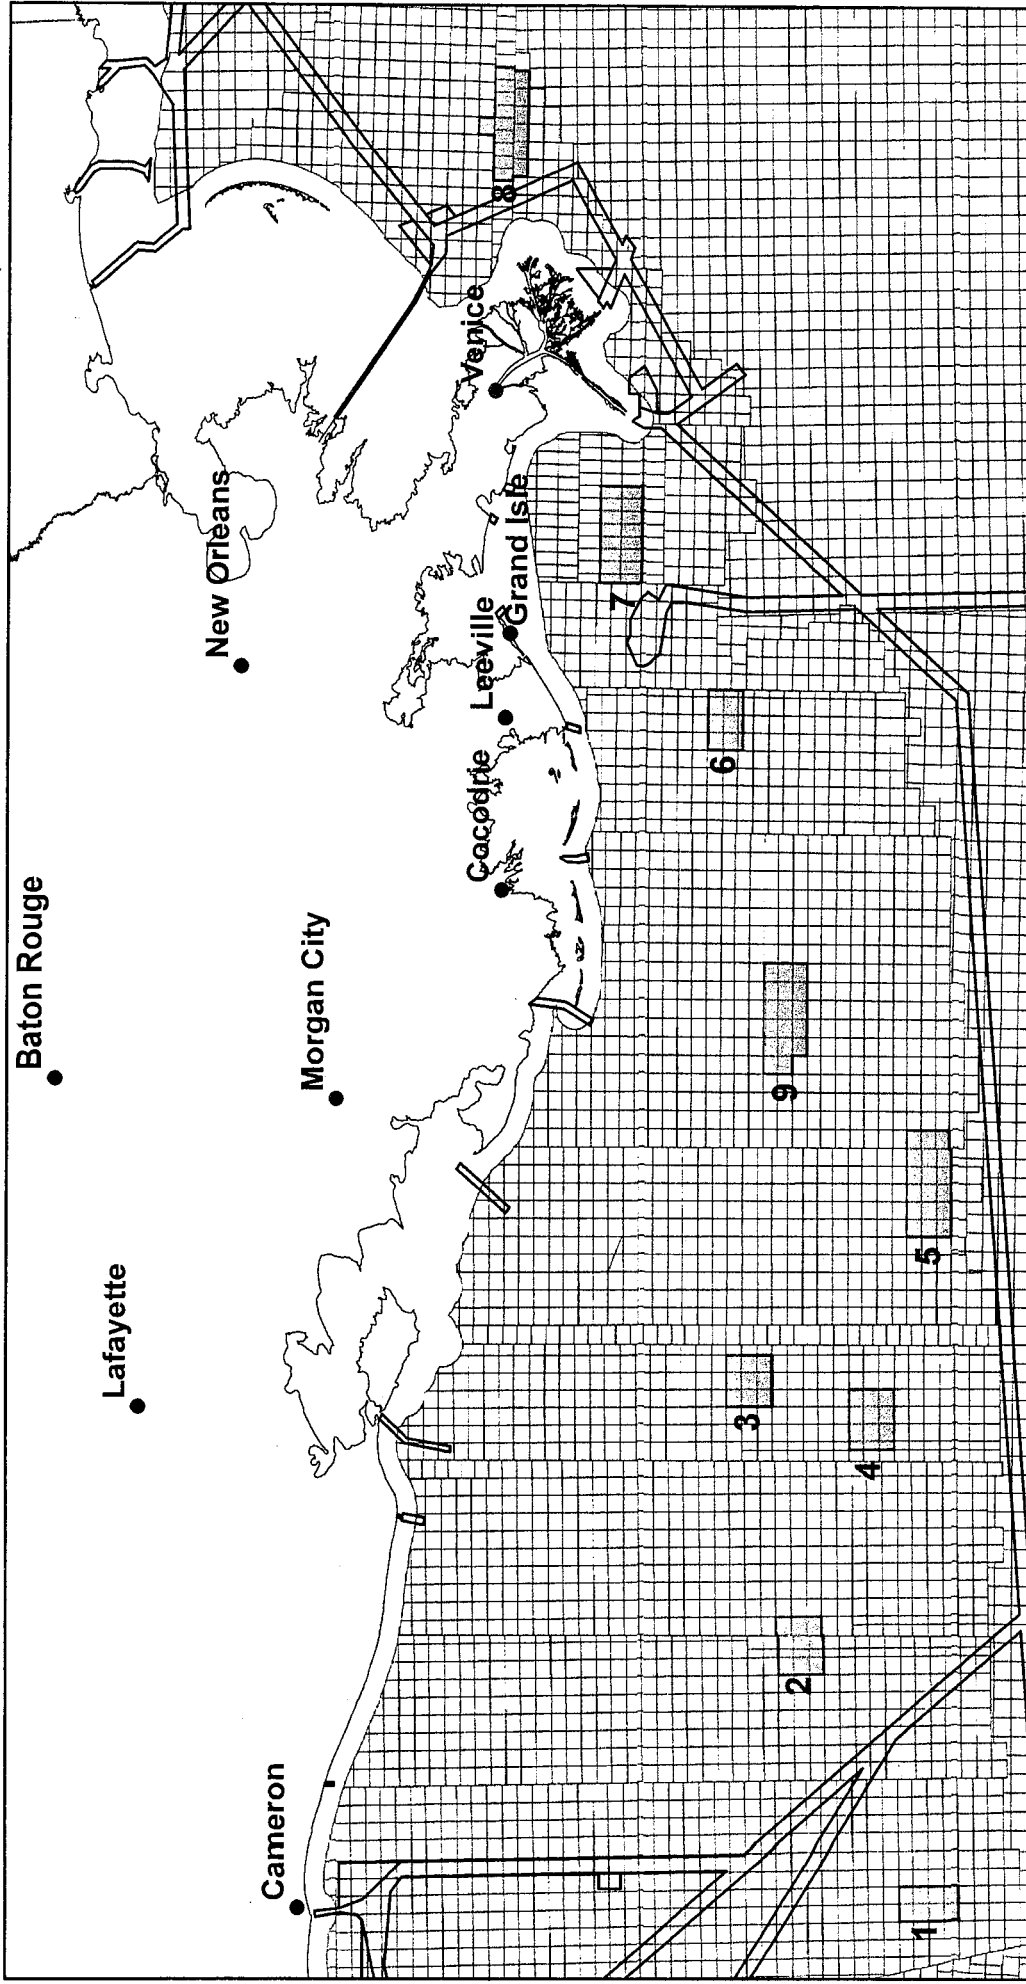 Baton Rouge
Lafayette
New Orleans
Cameron
Morgan City
Venice
Cocodrie
Leeville
Grand Isle
1
2
3
4
5
9
6
7
8